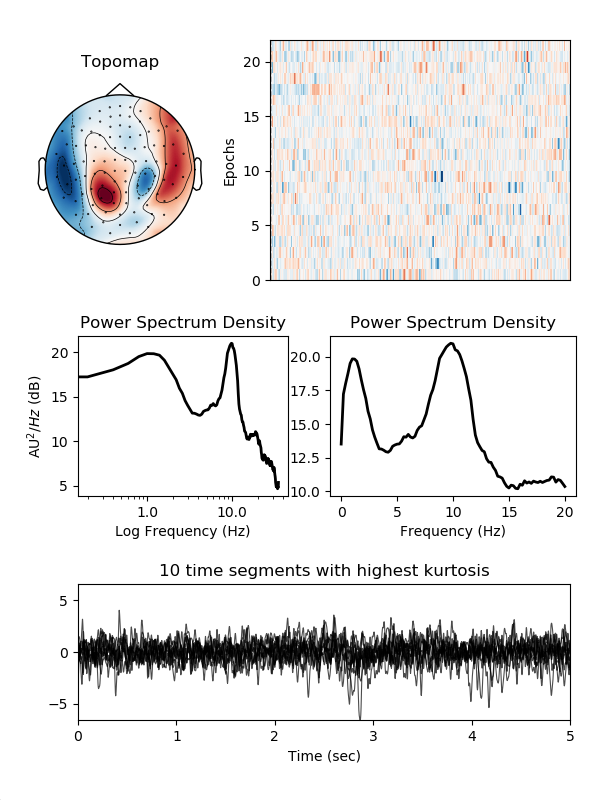 Topomap
Epochs
20
15
10
5
0
Power Spectrum Density
AU²/Hz (dB)
20
15
10
5
1.0 10.0
Log Frequency (Hz)
Power Spectrum Density
20.0
17.5
15.0
12.5
10.0
0 5 10 15 20
Frequency (Hz)
10 time segments with highest kurtosis
5
0
−5
0 1 2 3 4 5
Time (sec)